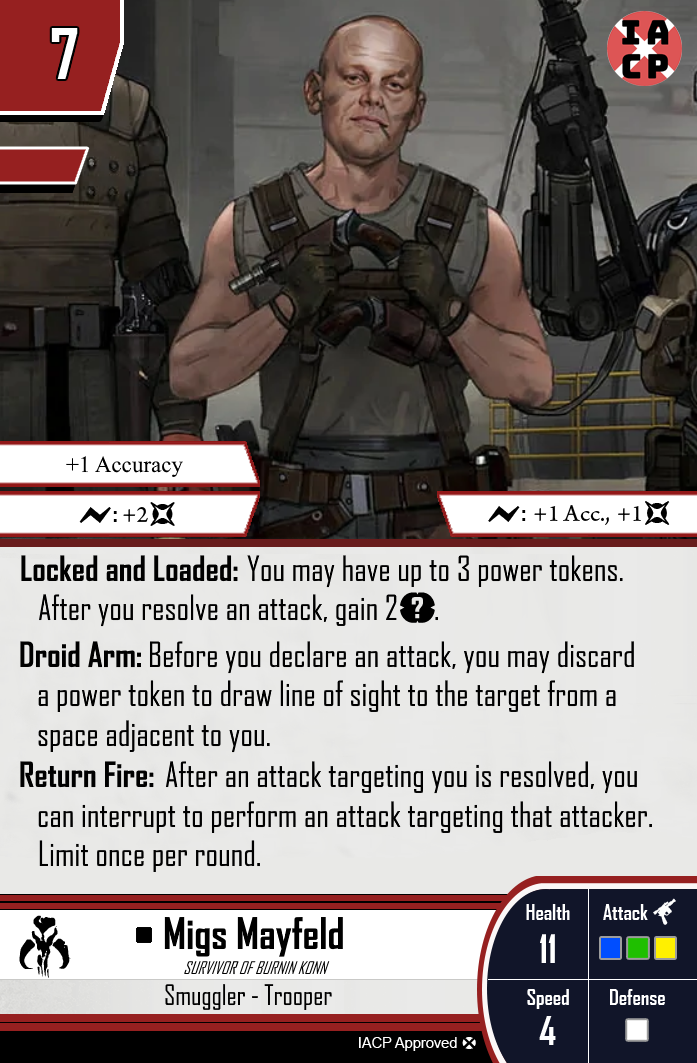 7
IA
CP
+1 Accuracy
: +2
: +1 Acc., +1
Locked and Loaded: You may have up to 3 power tokens.
After you resolve an attack, gain 2?.
Droid Arm: Before you declare an attack, you may discard
a power token to draw line of sight to the target from a
space adjacent to you.
Return Fire: After an attack targeting you is resolved, you
can interrupt to perform an attack targeting that attacker.
Limit once per round.
Migs Mayfeld
SURVIVOR OF BURNIN KONN
Smuggler - Trooper
Health
11
Attack
Speed
4
Defense
IACP Approved